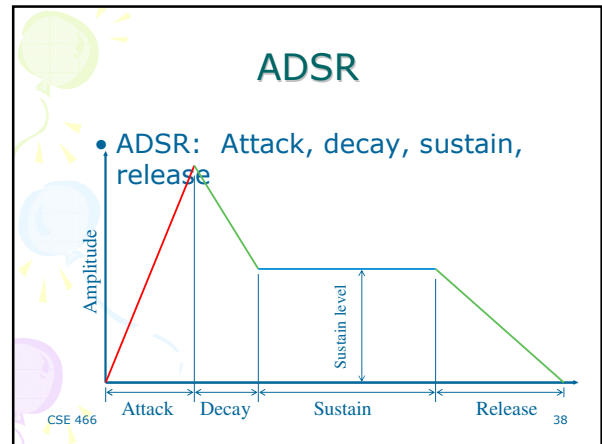 ADSR
• ADSR: Attack, decay, sustain,
release
Amplitude
Sustain level
Attack Decay Sustain Release
CSE 466 38